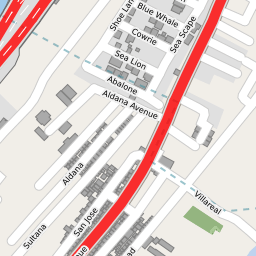 Shoe Lane
Blue Whale
Cowrie
Sea Scape
Sea Lion
Abalone
Aldana Avenue
Aldana
Villareal
San Jose
Sultana